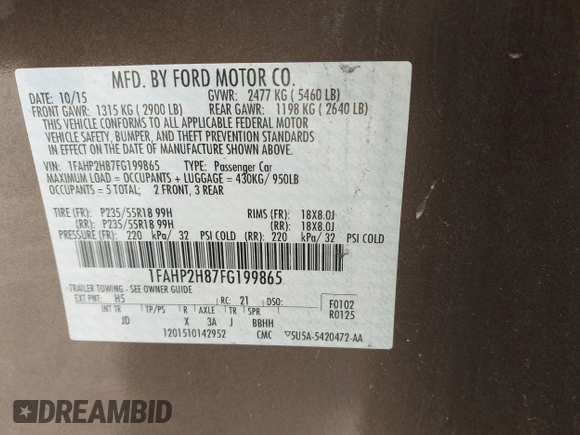 MFD. BY FORD MOTOR CO.
DATE: 10/15 GVWR: 2477 KG ( 5460 LB)
FRONT GAWR: 1315 KG ( 2900 LB) REAR GAWR: 1198 KG ( 2640 LB)
THIS VEHICLE CONFORMS TO ALL APPLICABLE FEDERAL MOTOR
VEHICLE SAFETY, BUMPER, AND THEFT PREVENTION STANDARDS
IN EFFECT ON THE DATE OF MANUFACTURE SHOWN ABOVE.
VIN: 1FAHP2H87FG199865 TYPE: Passenger Car
MAXIMUM LOAD = OCCUPANTS + LUGGAGE = 430KG/ 950LB
OCCUPANTS = 5 TOTAL; 2 FRONT, 3 REAR
TIRE (FR): P235/55R18 99H RIMS (FR): 18X8.0J
(RR): P235/55R18 99H (RR): 18X8.0J
PRESSURE (FR): 220 kPa/ 32 PSI COLD (RR): 220 kPa/ 32 PSI COLD
1FAHP2H87FG199865
TRAILER TOWING - SEE OWNER GUIDE
EXT PNT: H5 RC: 21 DSO:
INT TR TP/PS R AXLE TR SPR
JD X 3A J BBHH
F0102
R0125
1201510142952 CMC 5U5A-5420472-AA
DREAMBID